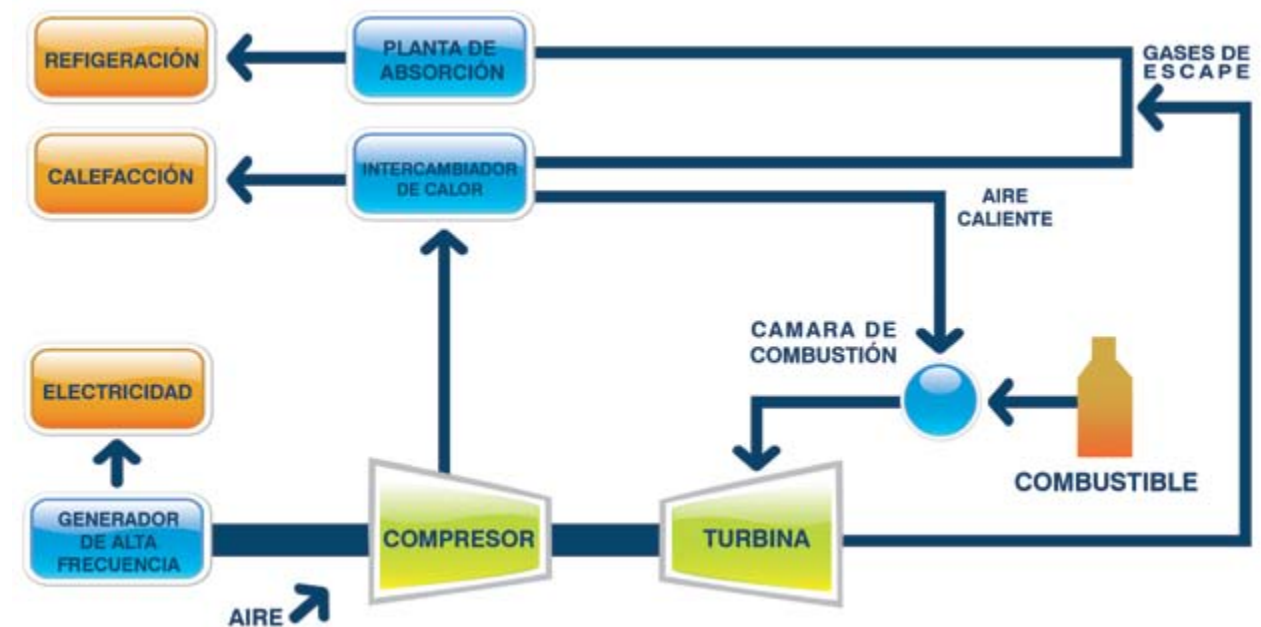 REFIGERACIÓN
PLANTA DE
ABSORCIÓN
GASES DE
ESCAPE
CALEFACCIÓN
INTERCAMBIADOR
DE CALOR
AIRE
CALIENTE
CAMARA DE
COMBUSTIÓN
ELECTRICIDAD
COMBUSTIBLE
GENERADOR
DE ALTA
FRECUENCIA
COMPRESOR
TURBINA
AIRE